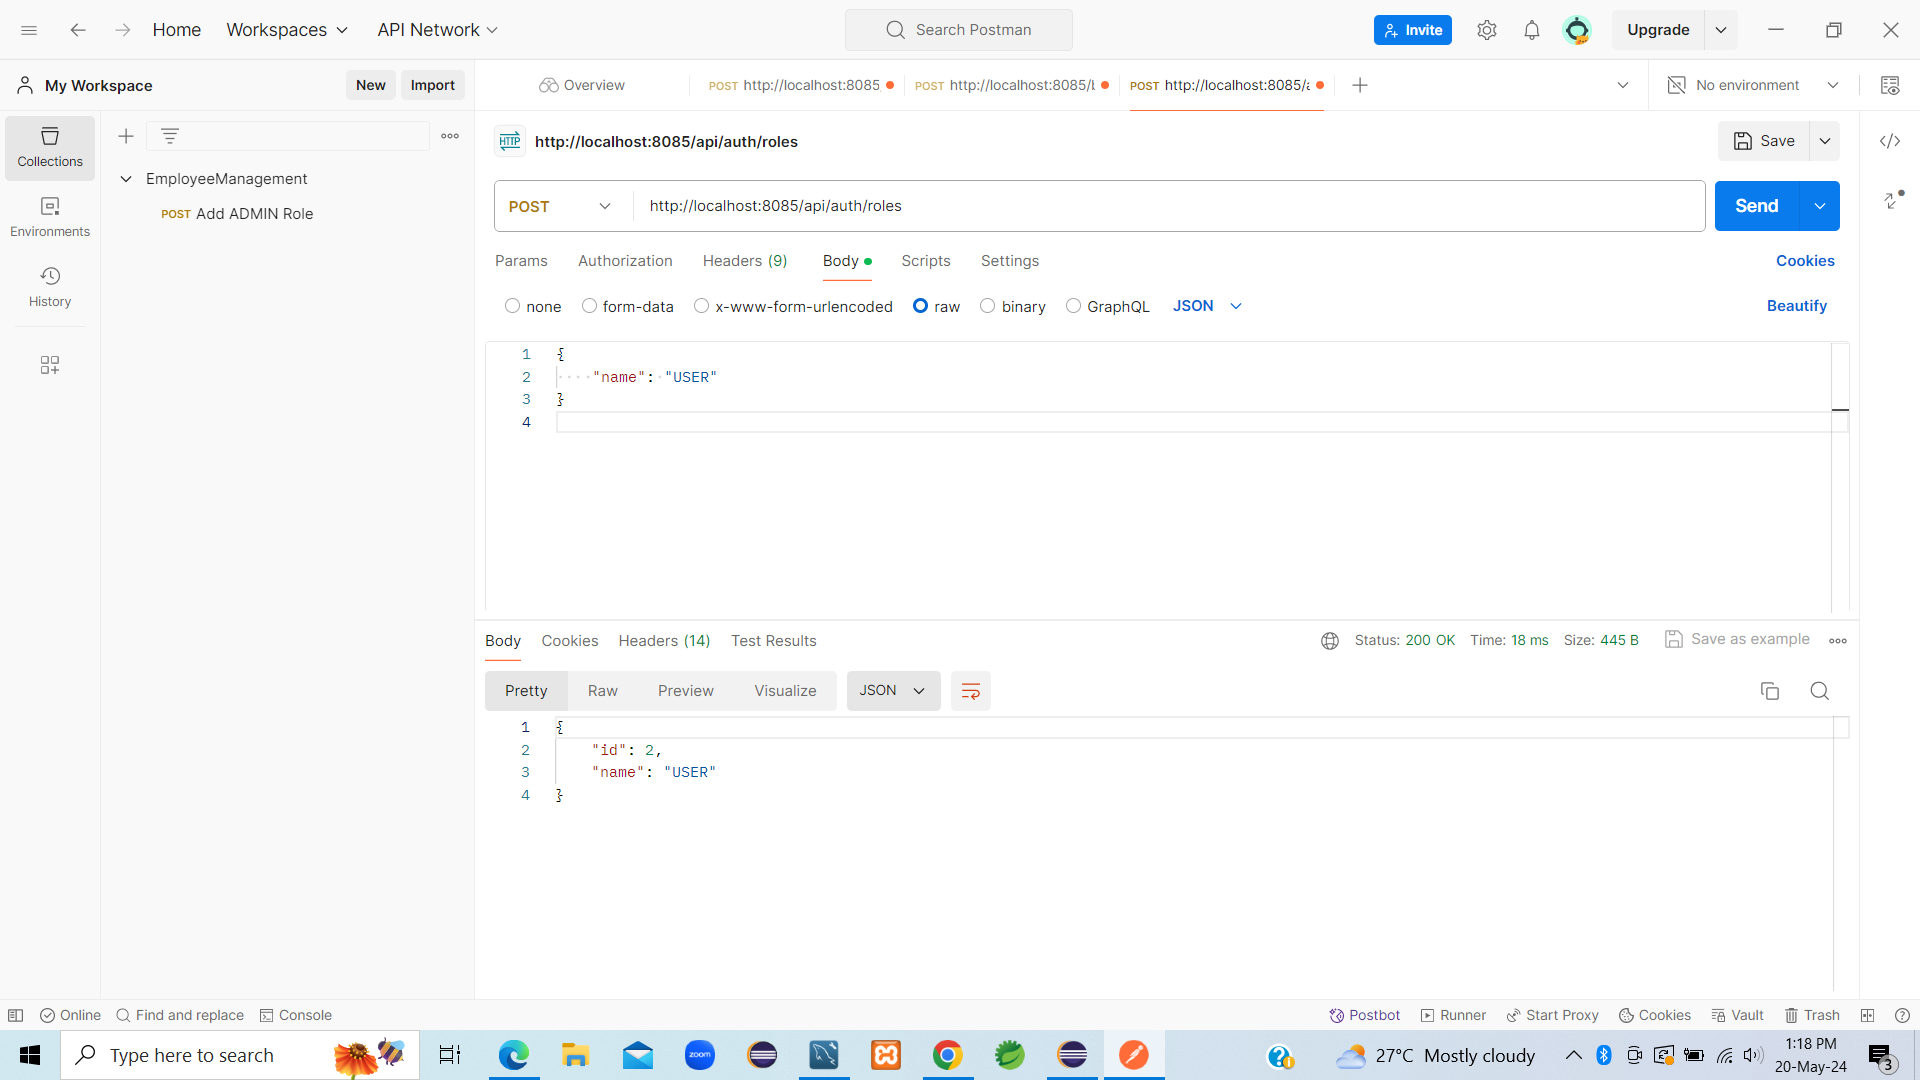 Home Workspaces API Network Search Postman Invite Upgrade
My Workspace New Import Overview POST http://localhost:8085 POST http://localhost:8085/l POST http://localhost:8085/a No environment
Collections
Environments
History
EmployeeManagement
POST Add ADMIN Role
HTTP http://localhost:8085/api/auth/roles Save
POST http://localhost:8085/api/auth/roles Send
Params Authorization Headers (9) Body Scripts Settings Cookies
none form-data x-www-form-urlencoded raw binary GraphQL JSON Beautify
1 {
2 "name": "USER"
3 }
4
Body Cookies Headers (14) Test Results Status: 200 OK Time: 18 ms Size: 445 B Save as example
Pretty Raw Preview Visualize JSON
1 {
2 "id": 2,
3 "name": "USER"
4 }
Online Find and replace Console Postbot Runner Start Proxy Cookies Vault Trash
Type here to search zoom 27°C Mostly cloudy 1:18 PM
20-May-24 3